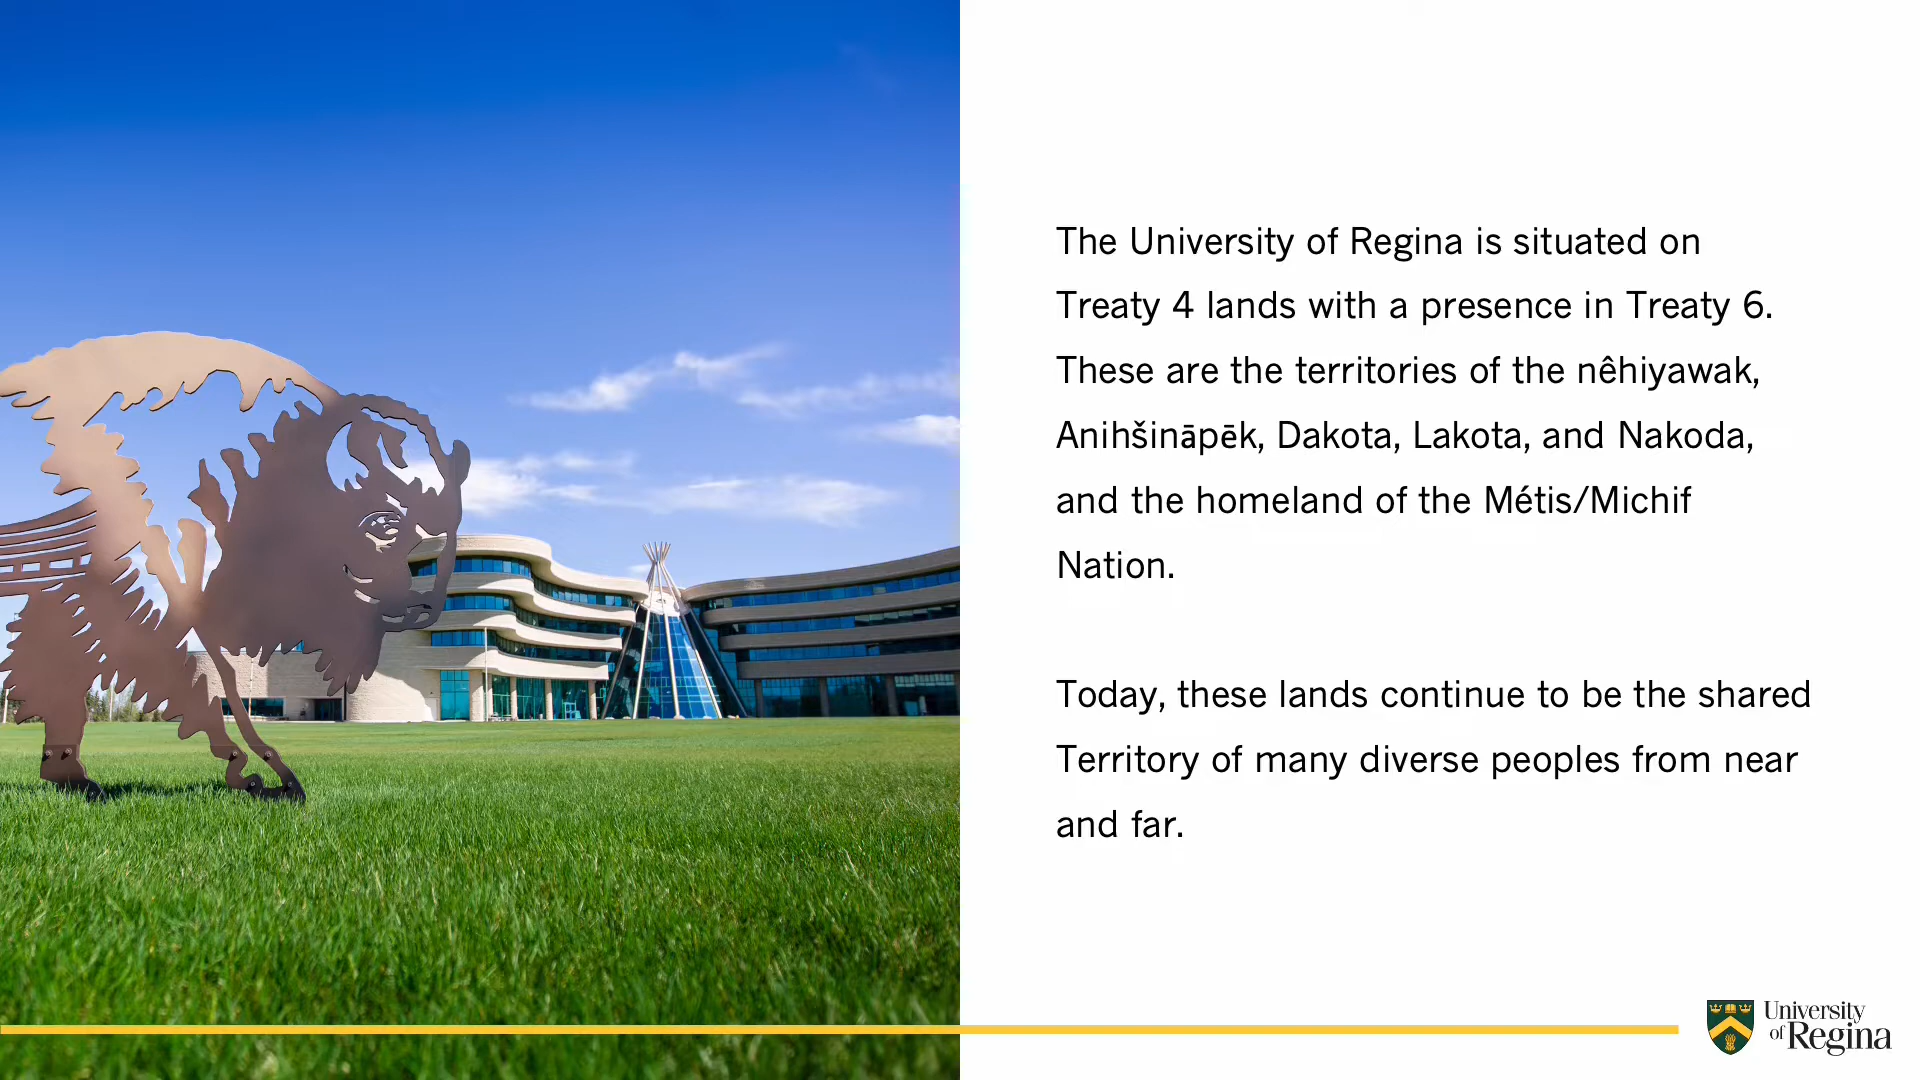 The University of Regina is situated on
Treaty 4 lands with a presence in Treaty 6.
These are the territories of the nêhiyawak,
Anihšināpēk, Dakota, Lakota, and Nakoda,
and the homeland of the Métis/Michif
Nation.
Today, these lands continue to be the shared
Territory of many diverse peoples from near
and far.
University
of Regina